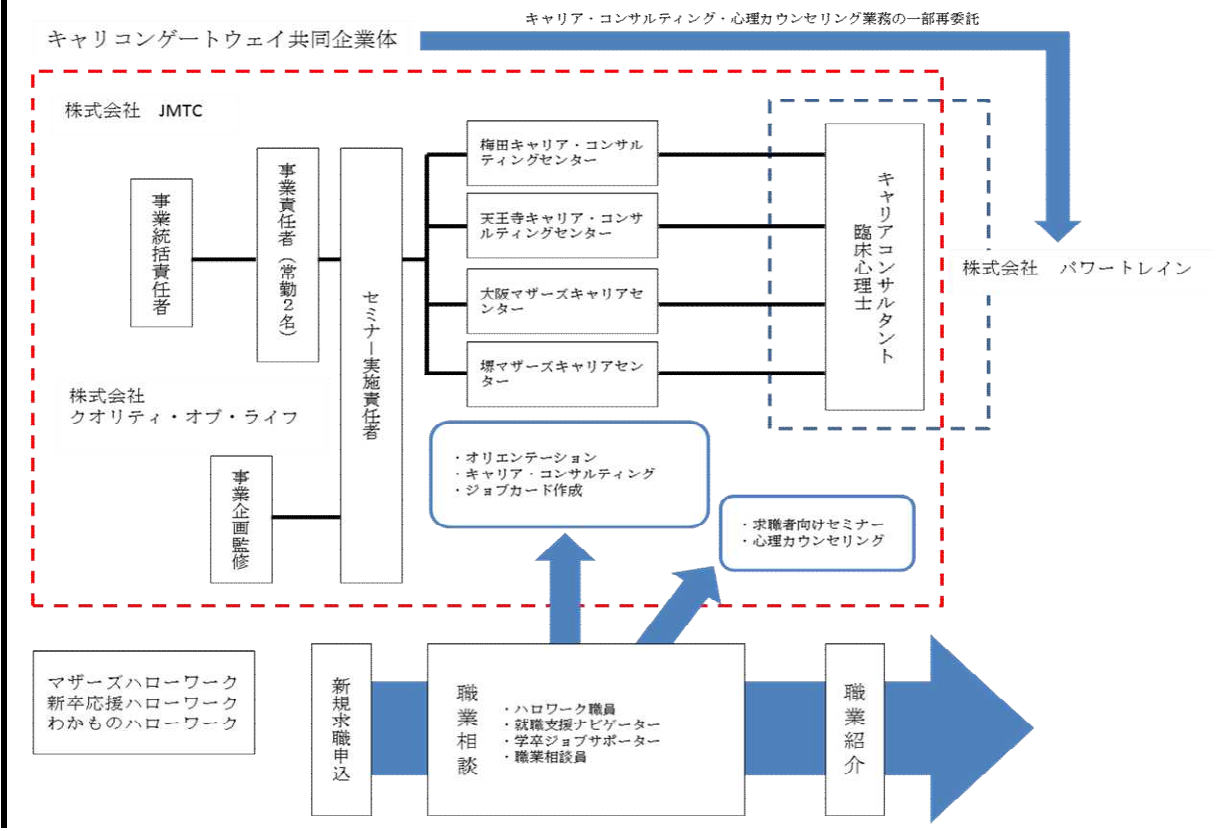 キャリア・コンサルティング・心理カウンセリング業務の一部再委託
キャリコンゲートウェイ共同企業体
株式会社　JMTC
事業統括責任者
事業責任者（常勤２名）
セミナー実施責任者
梅田キャリア・コンサル
ティングセンター
天王寺キャリア・コンサ
ルティングセンター
大阪マザーズキャリアセ
ンター
堺マザーズキャリアセン
ター
キャリアコンサルタント
臨床心理士
株式会社　パワートレイン
株式会社
クオリティ・オブ・ライフ
事業企画監修
・オリエンテーション
・キャリア・コンサルティング
・ジョブカード作成
・求職者向けセミナー
・心理カウンセリング
マザーズハローワーク
新卒応援ハローワーク
わかものハローワーク
新規求職申込
職業相談
・ハロワーク職員
・就職支援ナビゲーター
・学卒ジョブサポーター
・職業相談員
職業紹介